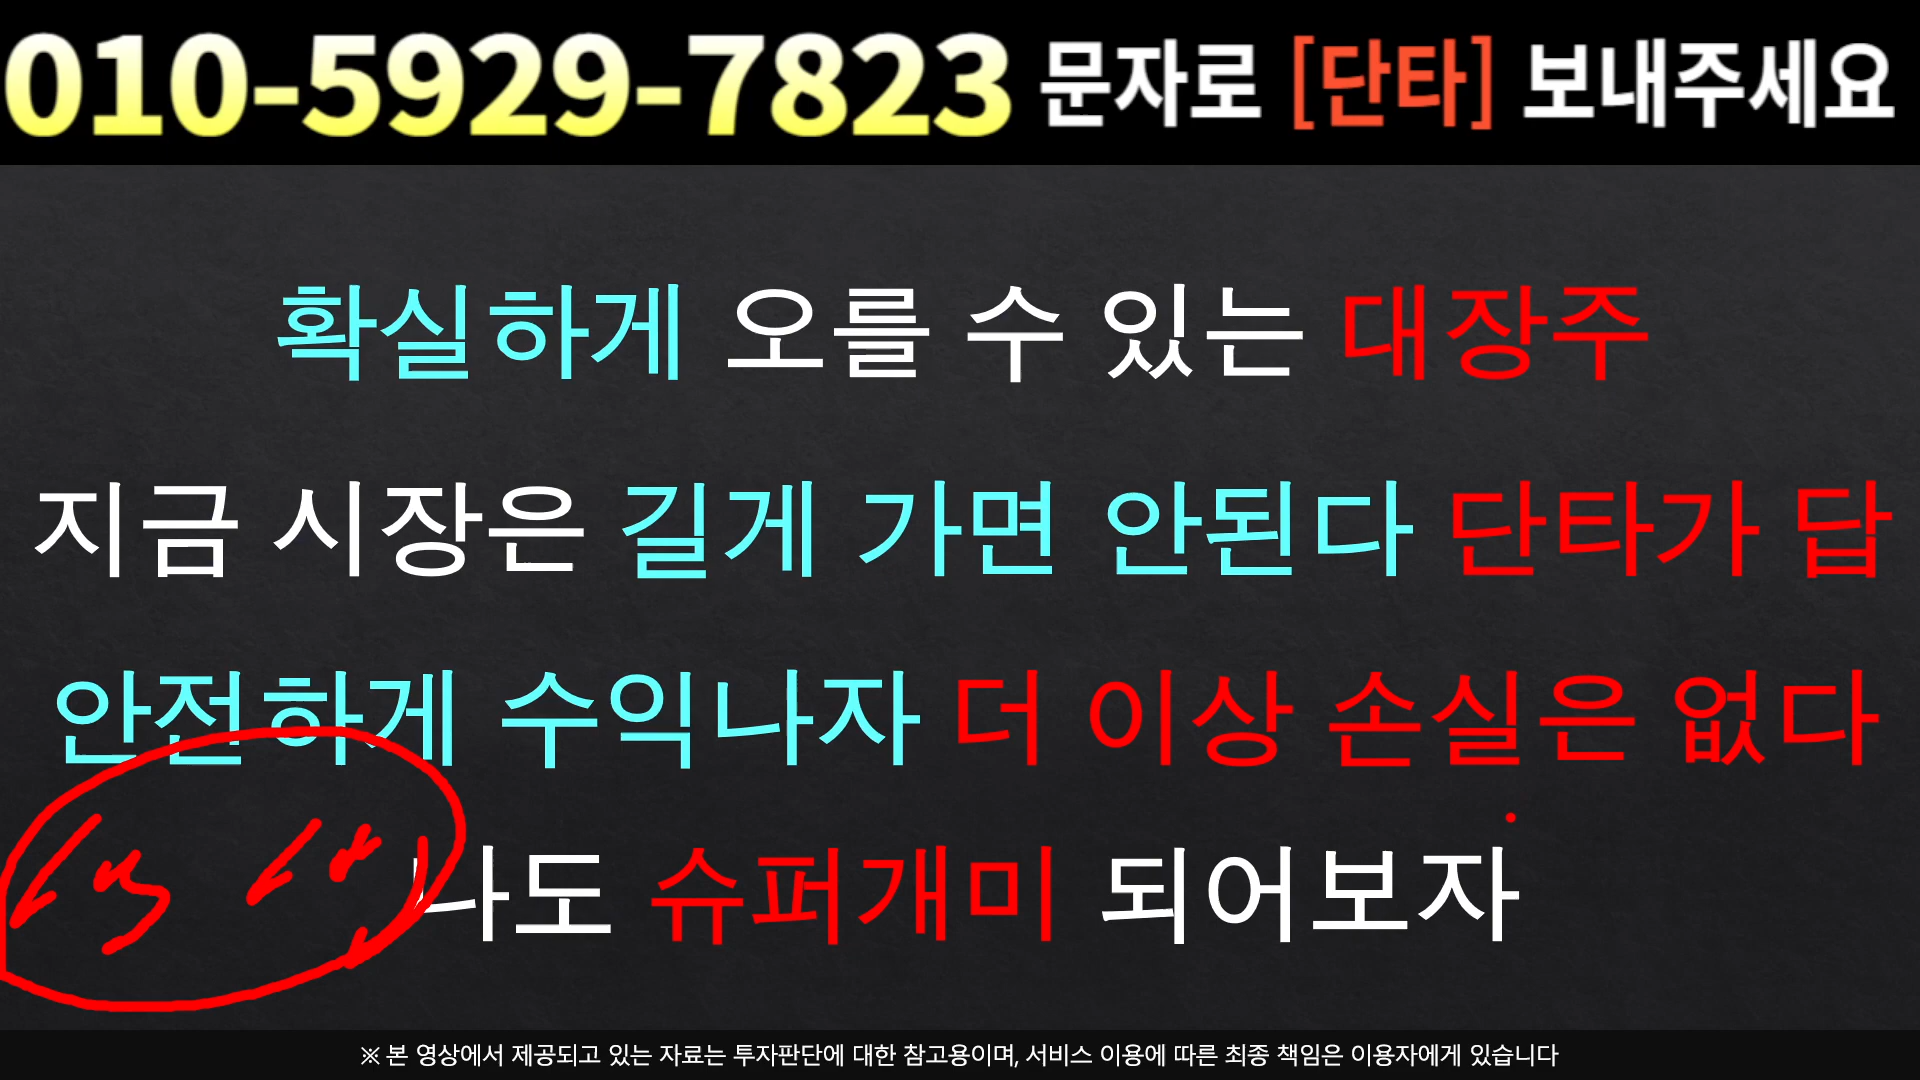 010-5929-7823 문자로 [단타] 보내주세요
확실하게 오를 수 있는 대장주
지금 시장은 길게 가면 안된다 단타가 답
안전하게 수익나자 더 이상 손실은 없다
나도 슈퍼개미 되어보자
※ 본 영상에서 제공되고 있는 자료는 투자판단에 대한 참고용이며, 서비스 이용에 따른 최종 책임은 이용자에게 있습니다